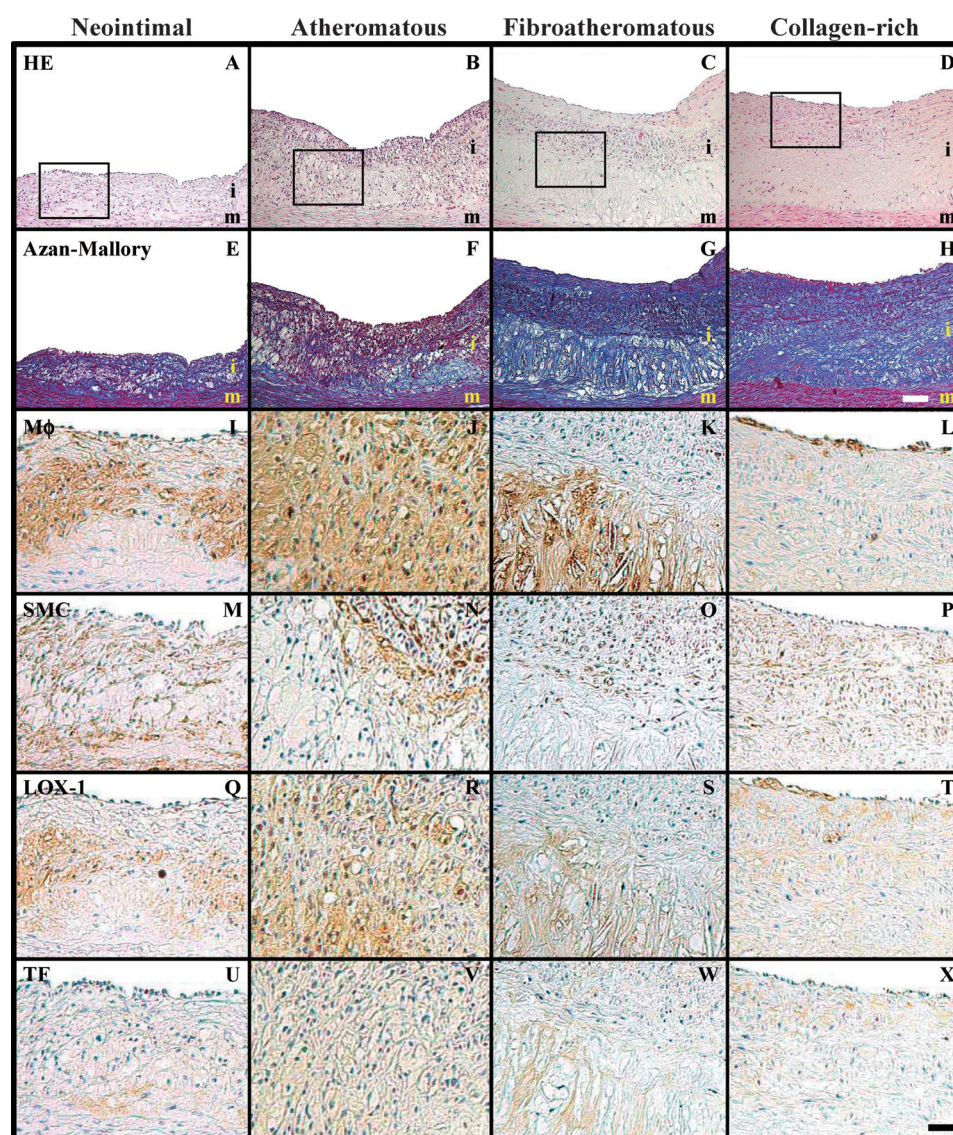 Neointimal Atheromatous Fibroatheromatous Collagen-rich
HE A B C D
i i i i
m m m m
Azan-Mallory E F G H
i i i i
m m
Mϕ I J K L
SMC M N O P
LOX-1 Q R S T
TF U V W X